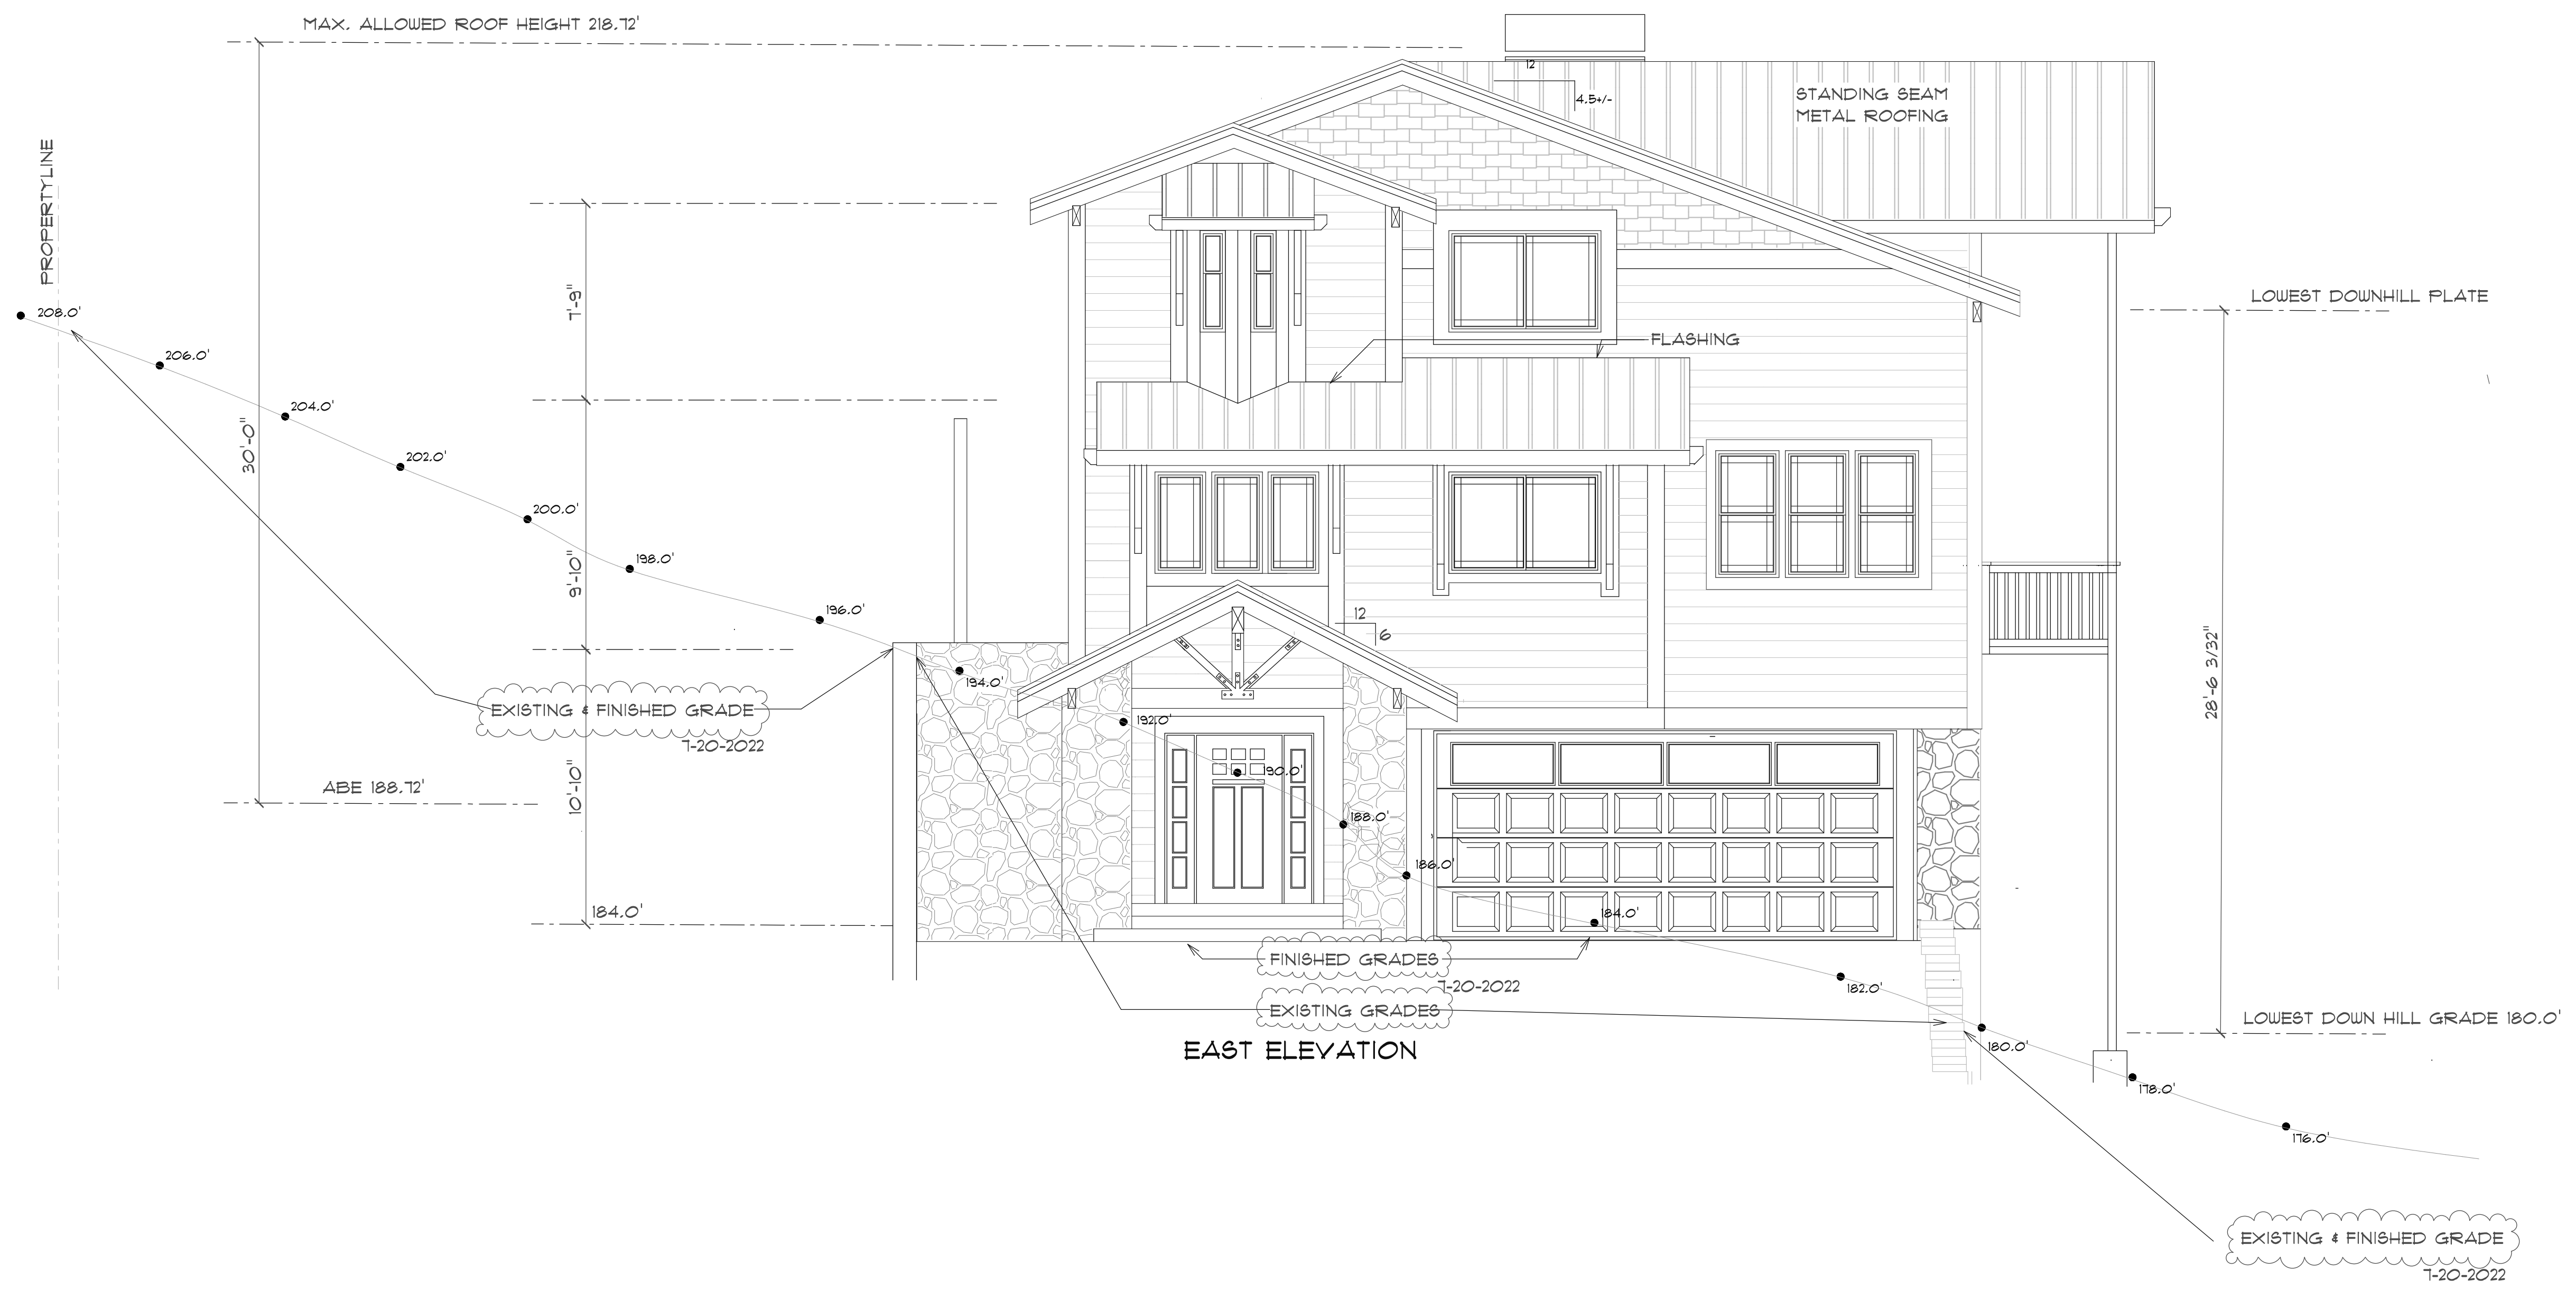 MAX. ALLOWED ROOF HEIGHT 218.72'
12
4.5+/-
STANDING SEAM
METAL ROOFING
PROPERTYLINE
208.0'
206.0'
204.0'
202.0'
200.0'
198.0'
196.0'
194.0'
192.0'
190.0'
188.0'
186.0'
184.0'
182.0'
180.0'
178.0'
176.0'
30'-0"
7'-9"
9'-10"
10'-10"
LOWEST DOWNHILL PLATE
FLASHING
12
6
28'-6 3/32"
EXISTING & FINISHED GRADE
7-20-2022
ABE 188.72'
184.0'
FINISHED GRADES
7-20-2022
EXISTING GRADES
EAST ELEVATION
LOWEST DOWN HILL GRADE 180.0'
EXISTING & FINISHED GRADE
7-20-2022